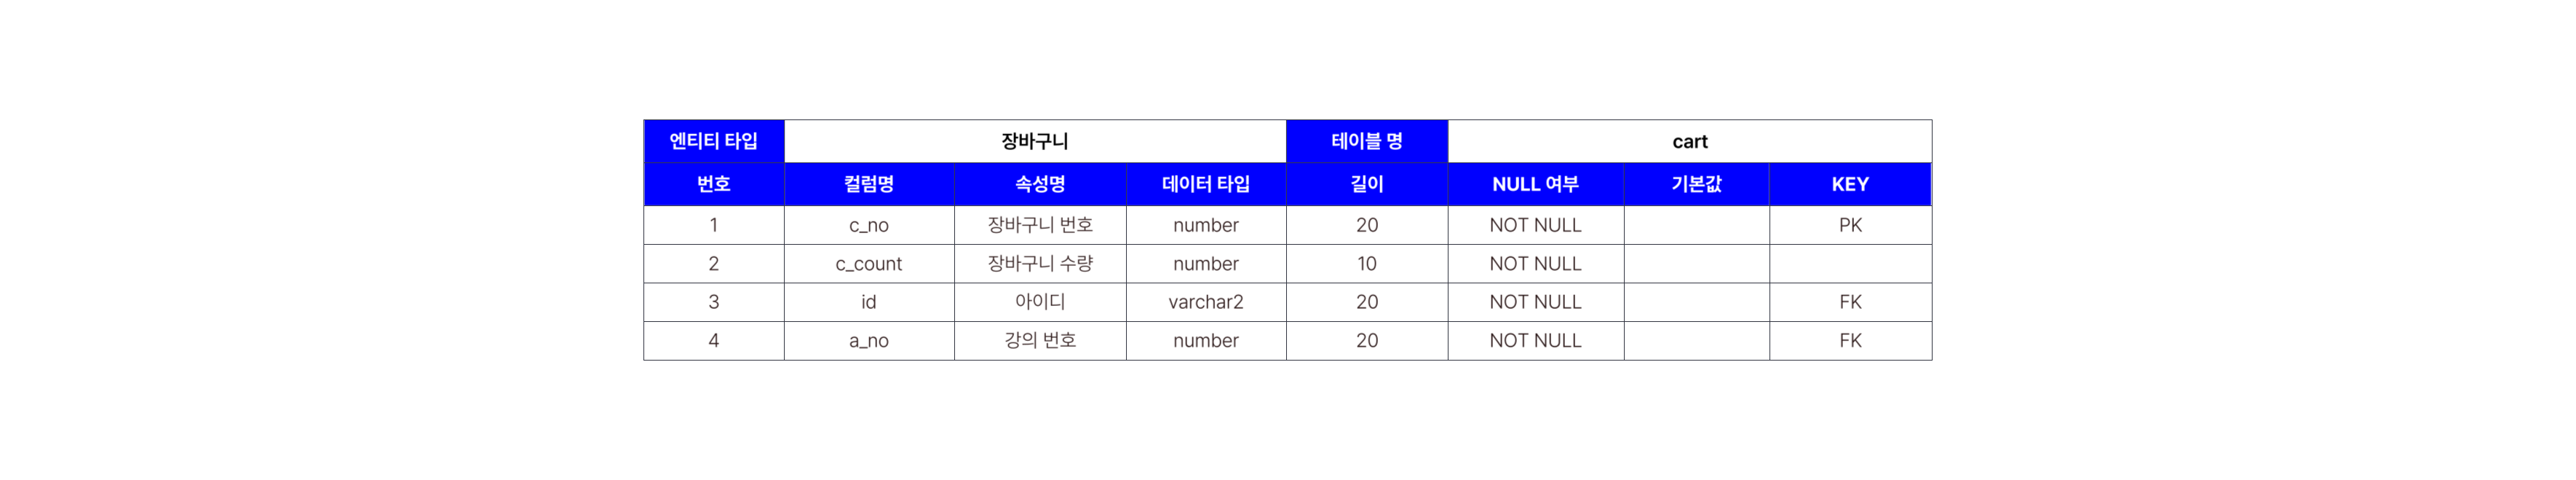 엔티티 타입 장바구니 테이블 명 cart
번호 컬럼명 속성명 데이터 타입 길이 NULL 여부 기본값 KEY
1 c_no 장바구니 번호 number 20 NOT NULL PK
2 c_count 장바구니 수량 number 10 NOT NULL
3 id 아이디 varchar2 20 NOT NULL FK
4 a_no 강의 번호 number 20 NOT NULL FK